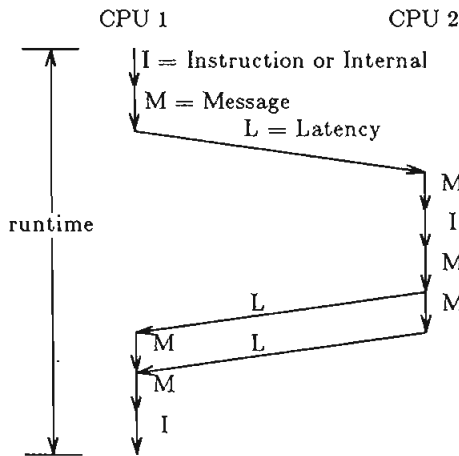 CPU 1 CPU 2
I = Instruction or Internal
M = Message
L = Latency
M
runtime I
M
L M
M L
M
I